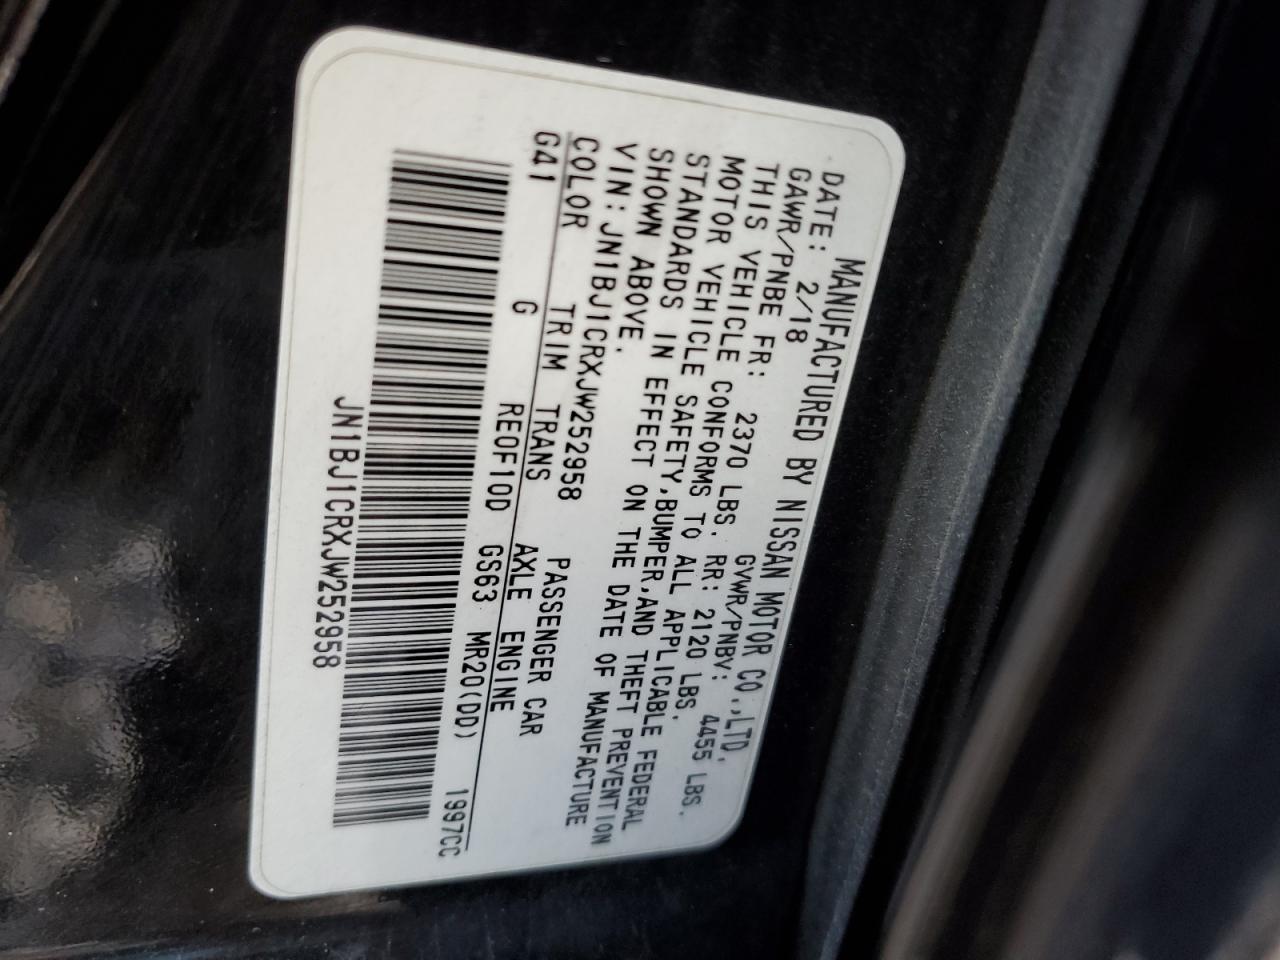 MANUFACTURED BY NISSAN MOTOR CO.,LTD.
DATE: 2/18 GVWR/PNBV: 4455 LBS.
GAWR/PNBE FR: 2370 LBS. RR: 2120 LBS.
THIS VEHICLE CONFORMS TO ALL APPLICABLE FEDERAL
MOTOR VEHICLE SAFETY,BUMPER,AND THEFT PREVENTION
STANDARDS IN EFFECT ON THE DATE OF MANUFACTURE
SHOWN ABOVE.
VIN:JN1BJ1CRXJW252958 PASSENGER CAR
COLOR TRIM TRANS AXLE ENGINE
G41 G RE0F10D GS63 MR20(DD) 1997CC
JN1BJ1CRXJW252958